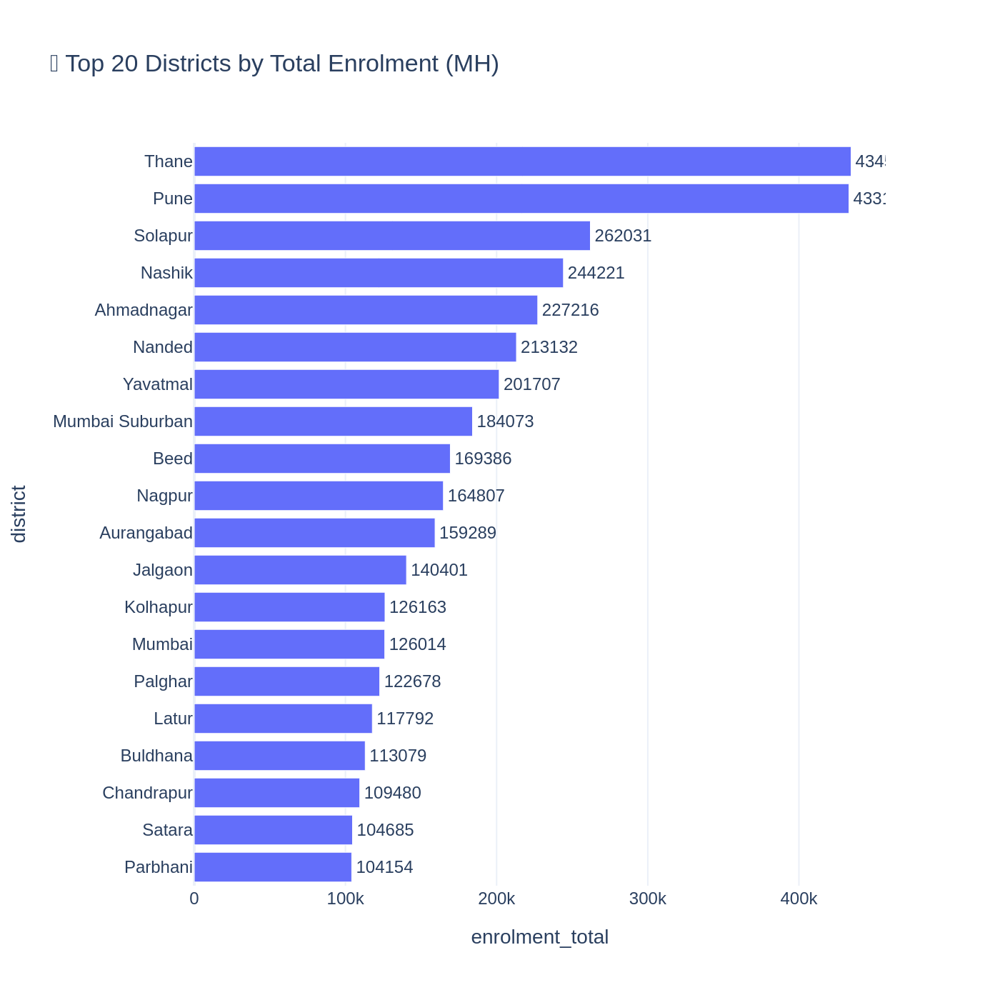 Top 20 Districts by Total Enrolment (MH)
district
Thane
Pune
Solapur 262031
Nashik 244221
Ahmadnagar 227216
Nanded 213132
Yavatmal 201707
Mumbai Suburban 184073
Beed 169386
Nagpur 164807
Aurangabad 159289
Jalgaon 140401
Kolhapur 126163
Mumbai 126014
Palghar 122678
Latur 117792
Buldhana 113079
Chandrapur 109480
Satara 104685
Parbhani 104154
0 100k 200k 300k 400k
enrolment_total